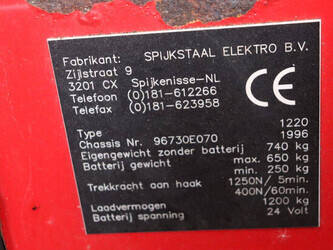 Fabrikant: SPIJKSTAAL ELEKTRO B.V.
Zijlstraat 9
3201 CX Spijkenisse-NL
Telefoon (0)181-612266
Telefax (0)181-623958
CE
Type 1220
Chassis Nr. 96730E070 1996
Eigengewicht zonder batterij 740 kg
Batterij gewicht max. 650 kg
min. 250 kg
Trekkracht aan haak 1250N/ 5min.
400N/60min.
Laadvermogen 1200 kg
Batterij spanning 24 Volt